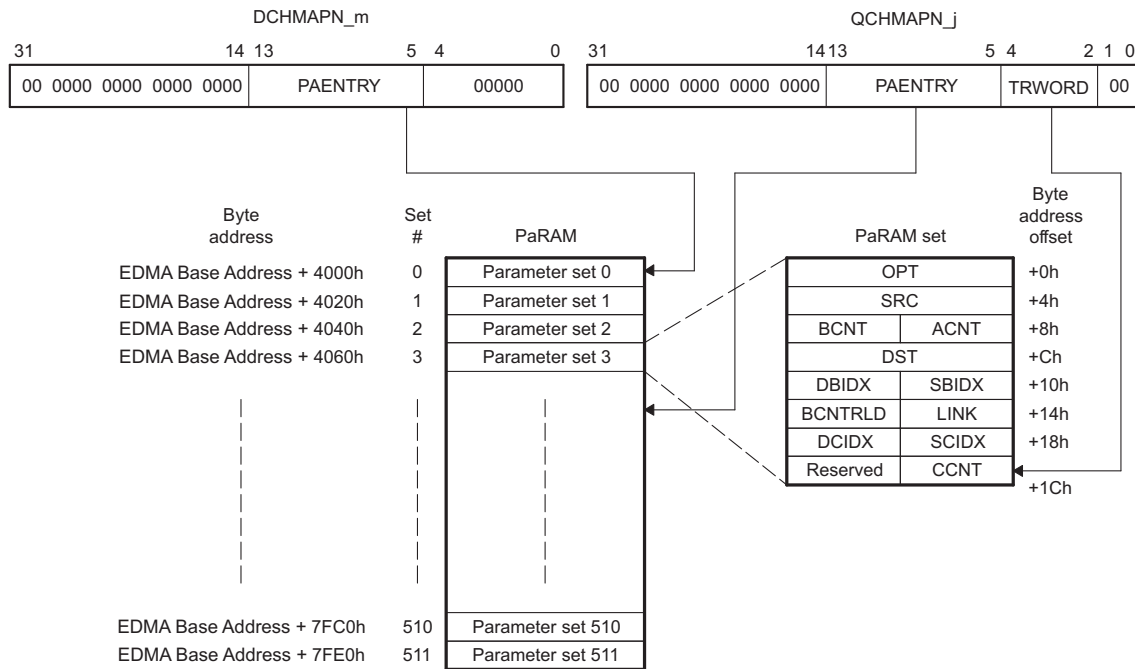 DCHMAPN_m QCHMAPN_j
31 14 13 5 4 0 31 14 13 5 4 2 1 0
00 0000 0000 0000 0000 PAENTRY 00000 00 0000 0000 0000 0000 PAENTRY TRWORD 00
Byte address Set # PaRAM PaRAM set Byte address offset
EDMA Base Address + 4000h 0 Parameter set 0 OPT +0h
EDMA Base Address + 4020h 1 Parameter set 1 SRC +4h
EDMA Base Address + 4040h 2 Parameter set 2 BCNT ACNT +8h
EDMA Base Address + 4060h 3 Parameter set 3 DST +Ch
DBIDX SBIDX +10h
BCNTRLD LINK +14h
DCIDX SCIDX +18h
Reserved CCNT +1Ch
EDMA Base Address + 7FC0h 510 Parameter set 510
EDMA Base Address + 7FE0h 511 Parameter set 511